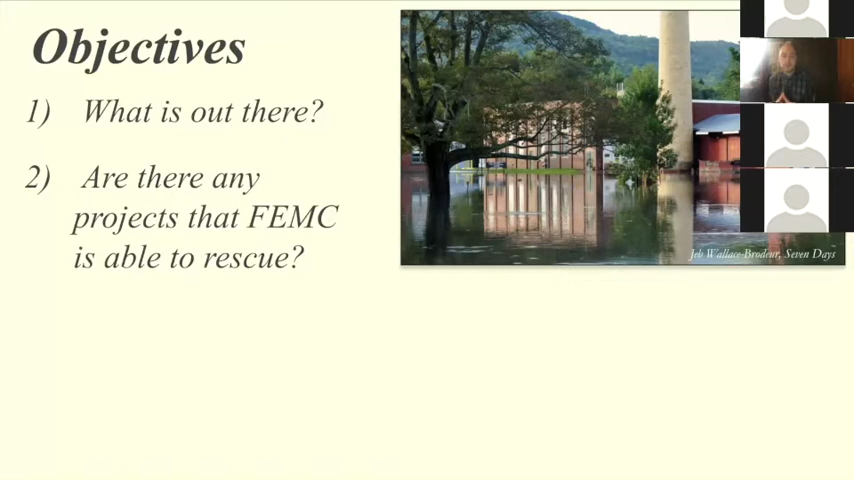 Objectives
1) What is out there?
2) Are there any
projects that FEMC
is able to rescue?
Jeb Wallace-Brodeur, Seven Days